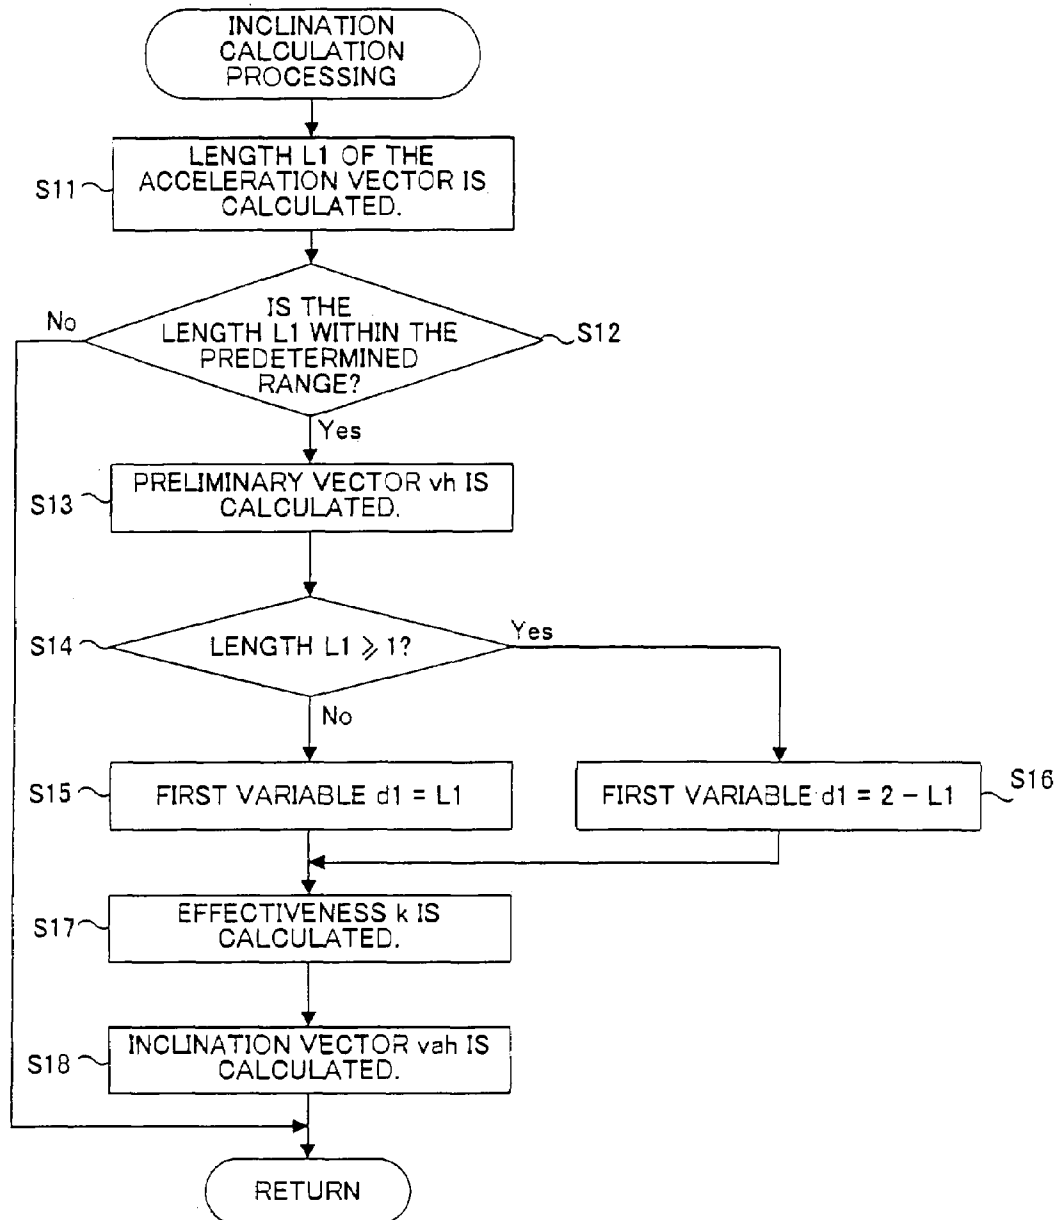 INCLINATION
CALCULATION
PROCESSING
S11
LENGTH L1 OF THE
ACCELERATION VECTOR IS
CALCULATED.
No
IS THE
LENGTH L1 WITHIN THE
PREDETERMINED
RANGE?
S12
Yes
S13
PRELIMINARY VECTOR vh IS
CALCULATED.
S14
LENGTH L1 ⩾ 1?
Yes
No
S15
FIRST VARIABLE d1 = L1
FIRST VARIABLE d1 = 2 − L1
S16
S17
EFFECTIVENESS k IS
CALCULATED.
S18
INCLINATION VECTOR vah IS
CALCULATED.
RETURN